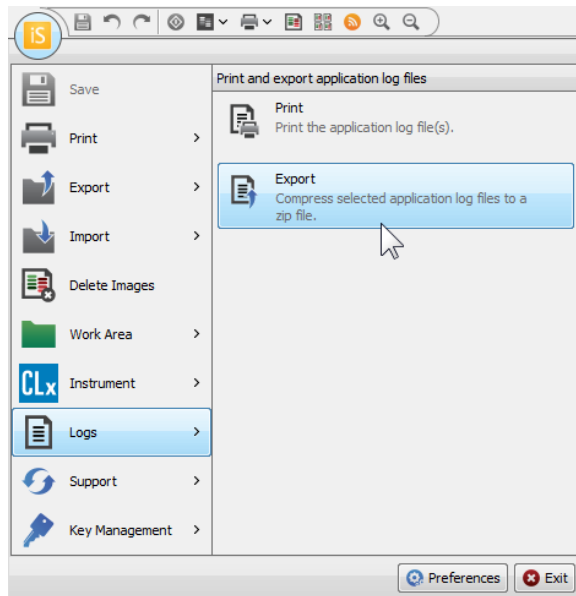 iS
Save
Print
Export
Import
Delete Images
Work Area
CLx Instrument
Logs
Support
Key Management
Print and export application log files
Print
Print the application log file(s).
Export
Compress selected application log files to a
zip file.
Preferences
Exit